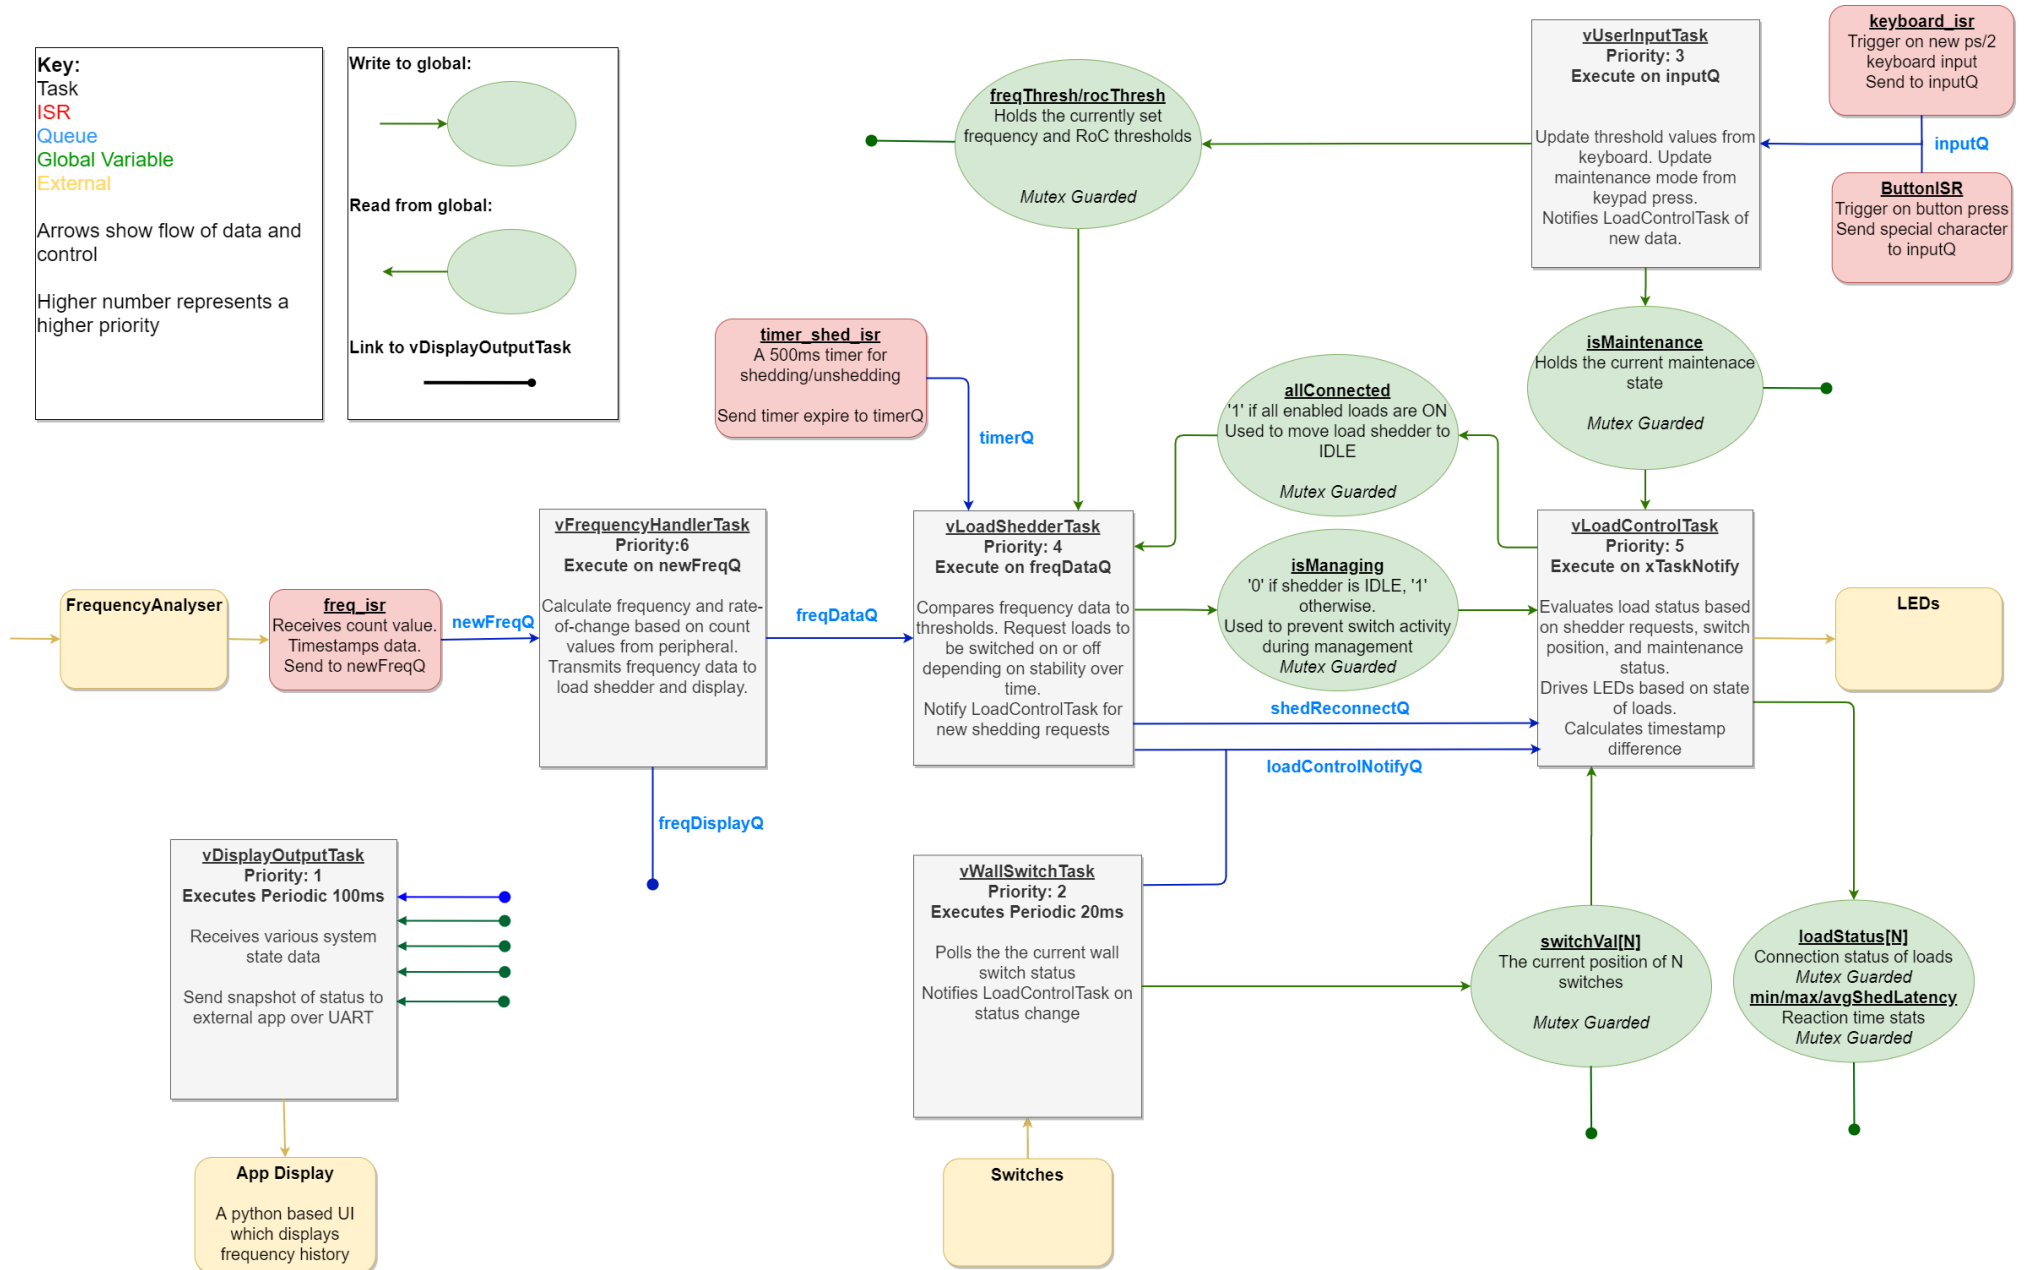 Key:
Task
ISR
Queue
Global Variable
External
Arrows show flow of data and
control
Higher number represents a
higher priority
Write to global:
Read from global:
Link to vDisplayOutputTask
freqThresh/rocThresh
Holds the currently set
frequency and RoC thresholds
Mutex Guarded
vUserInputTask
Priority: 3
Execute on inputQ
Update threshold values from
keyboard. Update
maintenance mode from
keypad press.
Notifies LoadControlTask of
new data.
keyboard_isr
Trigger on new ps/2
keyboard input
Send to inputQ
inputQ
ButtonISR
Trigger on button press
Send special character
to inputQ
timer_shed_isr
A 500ms timer for
shedding/unshedding
Send timer expire to timerQ
timerQ
allConnected
'1' if all enabled loads are ON
Used to move load shedder to
IDLE
Mutex Guarded
isMaintenance
Holds the current maintenace
state
Mutex Guarded
FrequencyAnalyser
freq_isr
Receives count value.
Timestamps data.
Send to newFreqQ
newFreqQ
vFrequencyHandlerTask
Priority:6
Execute on newFreqQ
Calculate frequency and rate-
of-change based on count
values from peripheral.
Transmits frequency data to
load shedder and display.
freqDataQ
vLoadShedderTask
Priority: 4
Execute on freqDataQ
Compares frequency data to
thresholds. Request loads to
be switched on or off
depending on stability over
time.
Notify LoadControlTask for
new shedding requests
isManaging
'0' if shedder is IDLE, '1'
otherwise.
Used to prevent switch activity
during management
Mutex Guarded
shedReconnectQ
loadControlNotifyQ
vLoadControlTask
Priority: 5
Execute on xTaskNotify
Evaluates load status based
on shedder requests, switch
position, and maintenance
status.
Drives LEDs based on state
of loads.
Calculates timestamp
difference
LEDs
freqDisplayQ
vDisplayOutputTask
Priority: 1
Executes Periodic 100ms
Receives various system
state data
Send snapshot of status to
external app over UART
App Display
A python based UI
which displays
frequency history
vWallSwitchTask
Priority: 2
Executes Periodic 20ms
Polls the the current wall
switch status
Notifies LoadControlTask on
status change
Switches
switchVal[N]
The current position of N
switches
Mutex Guarded
loadStatus[N]
Connection status of loads
Mutex Guarded
min/max/avgShedLatency
Reaction time stats
Mutex Guarded